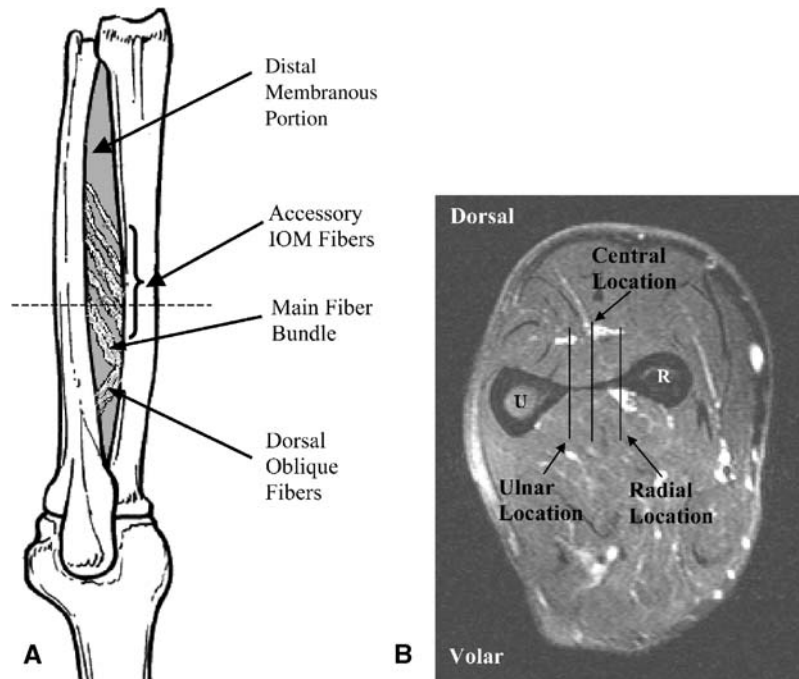 Distal
Membranous
Portion
Accessory
IOM Fibers
Main Fiber
Bundle
Dorsal
Oblique
Fibers
A
Dorsal
Central
Location
U
R
Ulnar
Location
Radial
Location
B
Volar